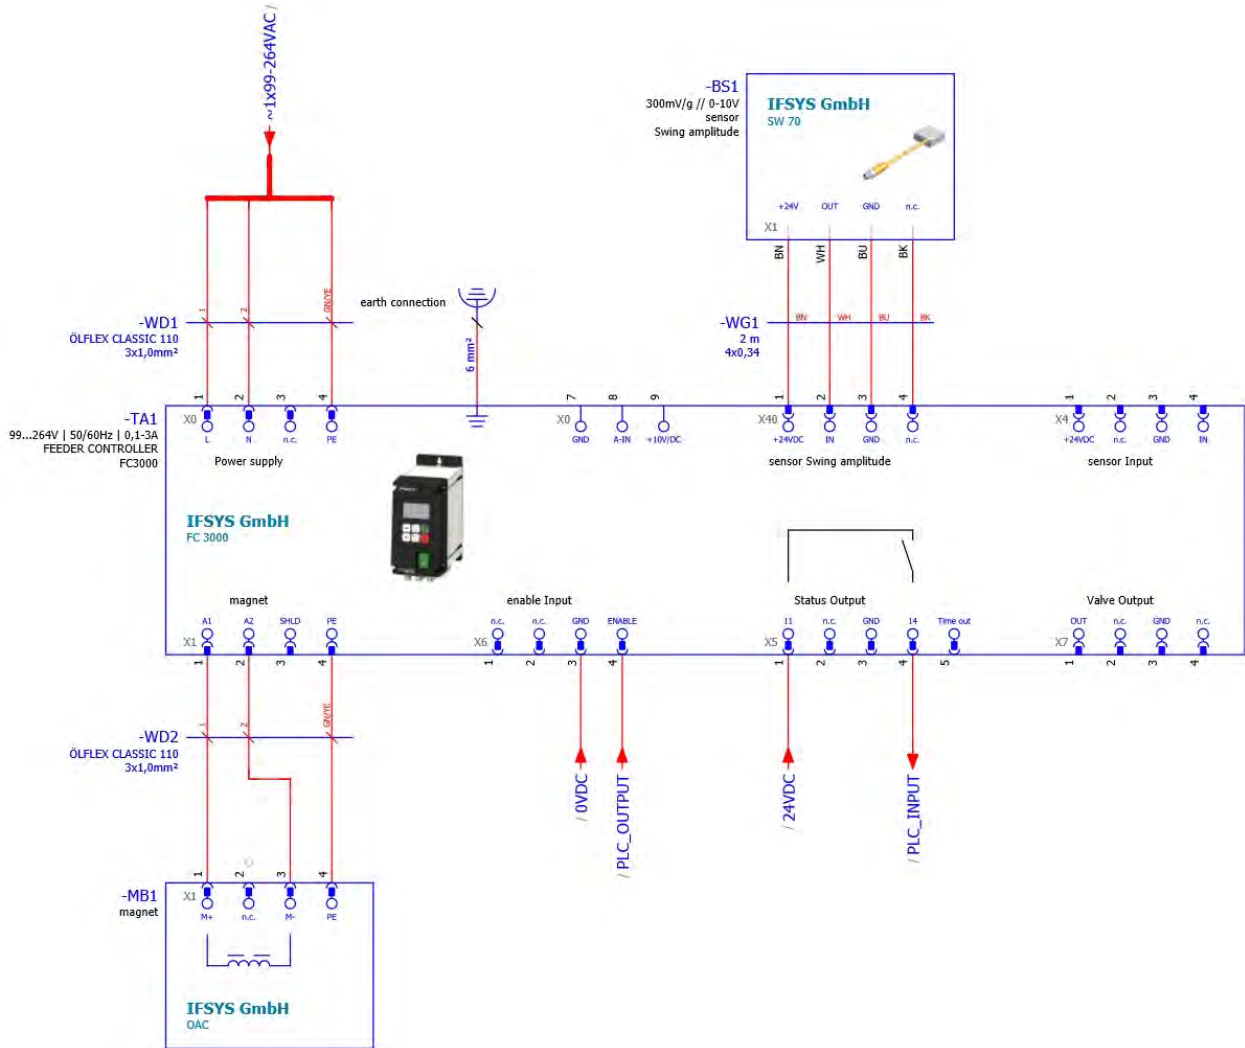 ~1x99-264VAC /
-BS1
300mV/g // 0-10V
sensor
Swing amplitude
IFSYS GmbH
SW 70
+24V OUT GND n.c.
X1
BN WH BU BK
1 2 GN/YE
-WD1
ÖLFLEX CLASSIC 110
3x1,0mm²
earth connection
6 mm²
-WG1
2 m
4x0,34
BN WH BU BK
-TA1
99...264V | 50/60Hz | 0,1-3A
FEEDER CONTROLLER
FC3000
1 2 3 4
X0
L N n.c. PE
Power supply
7 8 9
X0
GND A-IN +10V/DC
1 2 3 4
X40
+24VDC IN GND n.c.
sensor Swing amplitude
1 2 3 4
X4
+24VDC n.c. GND IN
sensor Input
IFSYS GmbH
FC 3000
magnet
A1 A2 SHLD PE
X1
1 2 3 4
enable Input
n.c. n.c. GND ENABLE
X6
1 2 3 4
Status Output
11 n.c. GND 14 Time out
X5
1 2 3 4 5
Valve Output
OUT n.c. GND n.c.
X7
1 2 3 4
1 2 GN/YE
-WD2
ÖLFLEX CLASSIC 110
3x1,0mm²
/ 0VDC
/ PLC_OUTPUT
/ 24VDC
/ PLC_INPUT
1 2 3 4
-MB1
magnet
X1
M+ n.c. M- PE
IFSYS GmbH
OAC